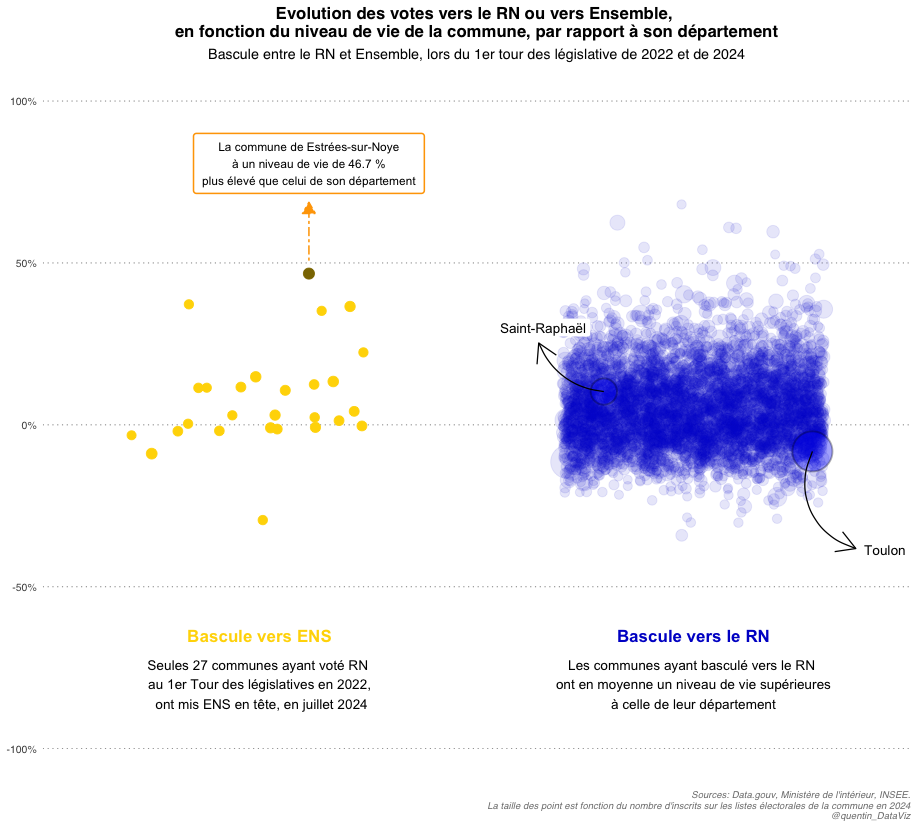 Evolution des votes vers le RN ou vers Ensemble,
en fonction du niveau de vie de la commune, par rapport à son département
Bascule entre le RN et Ensemble, lors du 1er tour des législative de 2022 et de 2024
100%
La commune de Estrées-sur-Noye
à un niveau de vie de 46.7 %
plus élevé que celui de son département
50%
Saint-Raphaël
0%
Toulon
-50%
Bascule vers ENS
Seules 27 communes ayant voté RN
au 1er Tour des législatives en 2022,
ont mis ENS en tête, en juillet 2024
Bascule vers le RN
Les communes ayant basculé vers le RN
ont en moyenne un niveau de vie supérieures
à celle de leur département
-100%
Sources: Data.gouv, Ministère de l'intérieur, INSEE.
La taille des point est fonction du nombre d'inscrits sur les listes électorales de la commune en 2024
@quentin_DataViz